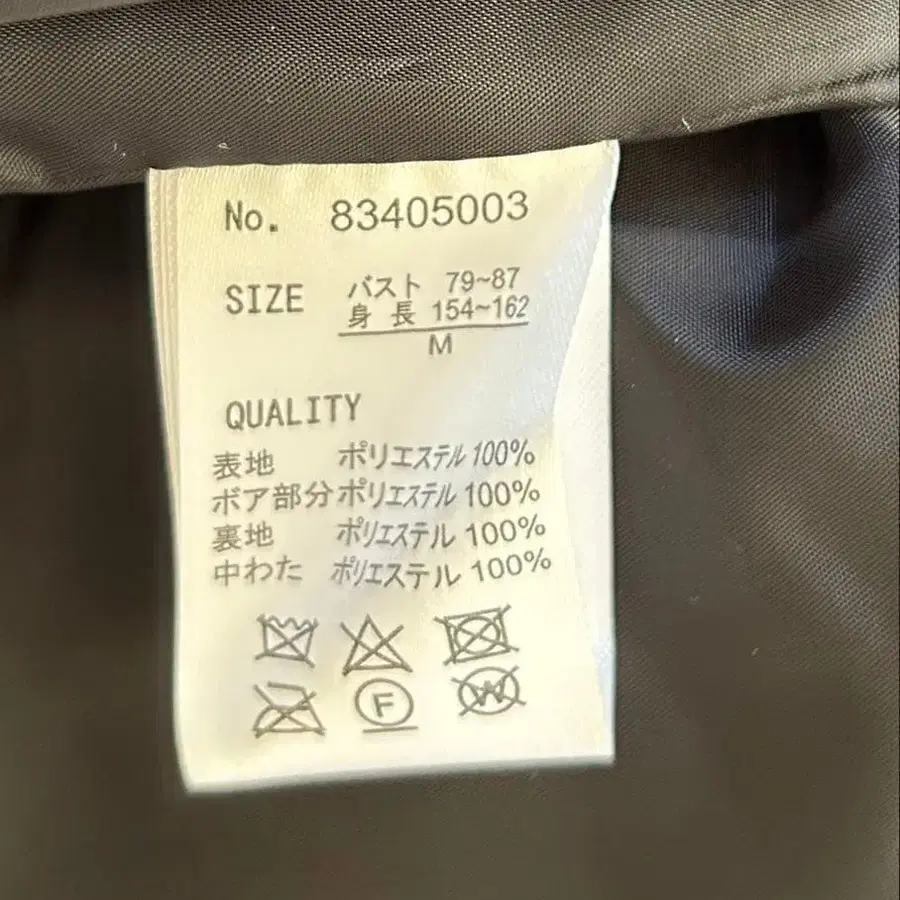 No. 83405003
SIZE バスト 79~87
身長 154~162
M
QUALITY
表地 ポリエステル 100%
ボア部分 ポリエステル 100%
裏地 ポリエステル 100%
中わた ポリエステル 100%
F
W